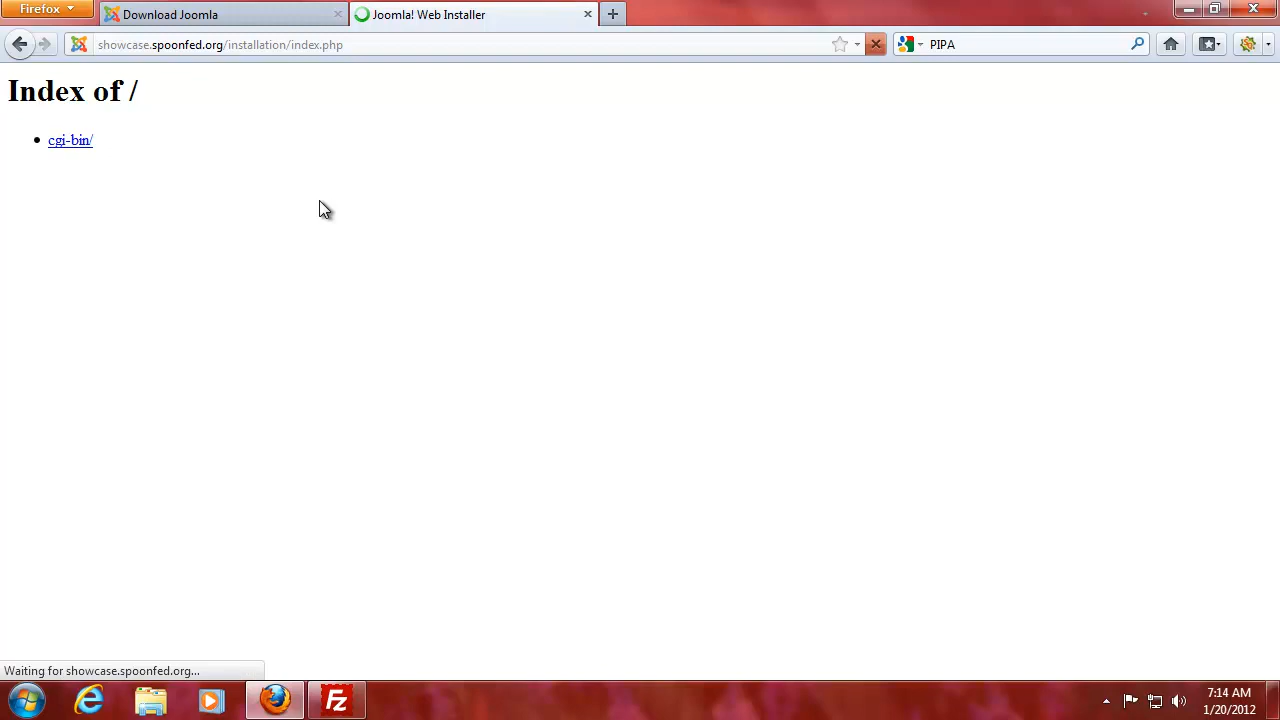 Firefox
Download Joomla
Joomla! Web Installer
showcase.spoonfed.org/installation/index.php
PIPA
Index of /
cgi-bin/
Waiting for showcase.spoonfed.org...
Fz
7:14 AM
1/20/2012